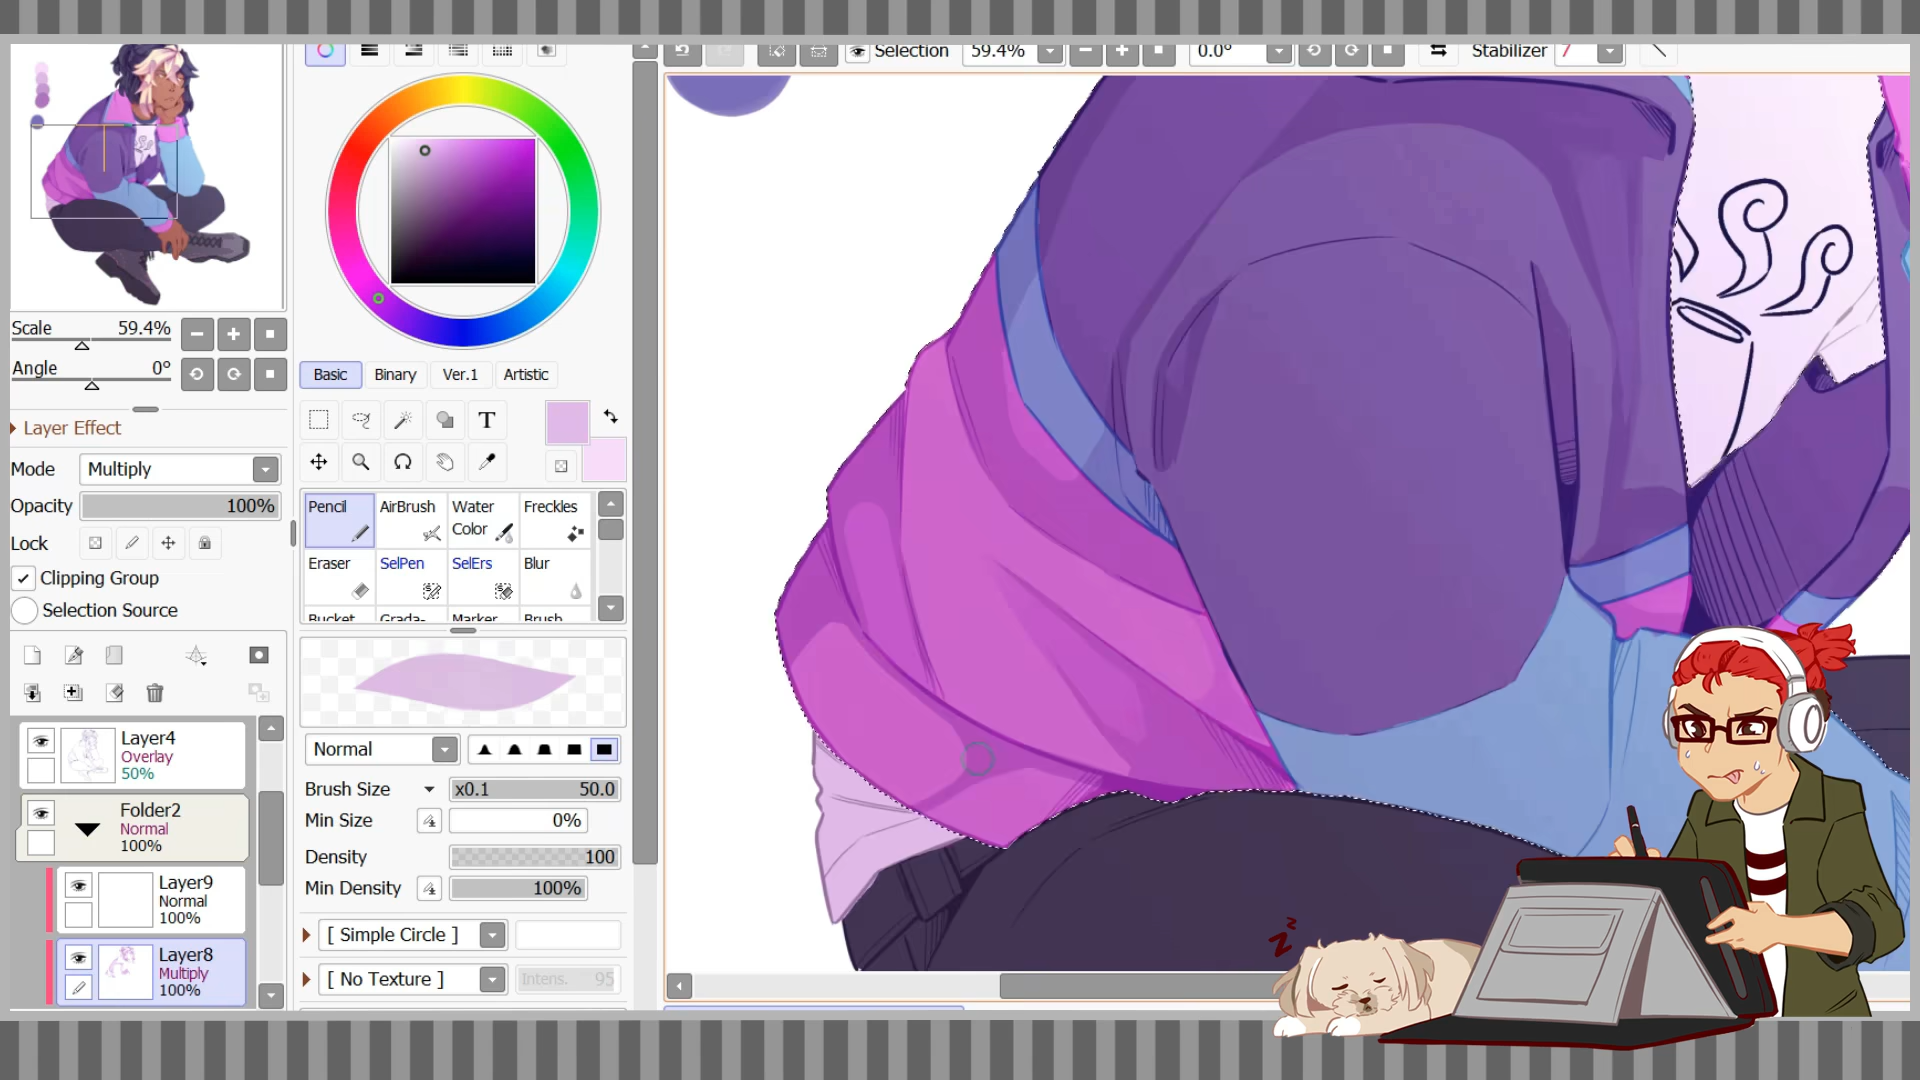 Selection 59.4% 0.0° Stabilizer 7
Scale 59.4%
Angle 0°
Layer Effect
Mode Multiply
Opacity 100%
Lock
Clipping Group
Selection Source
Layer4
Overlay
50%
Folder2
Normal
100%
Layer9
Normal
100%
Layer8
Multiply
100%
Basic Binary Ver.1 Artistic
T
Pencil AirBrush Water Color Freckles
Eraser SelPen SelErs Blur
Bucket Grada- Marker Brush
Normal
Brush Size x0.1 50.0
Min Size 0%
Density 100
Min Density 100%
[ Simple Circle ]
[ No Texture ] Intens. 95
z z